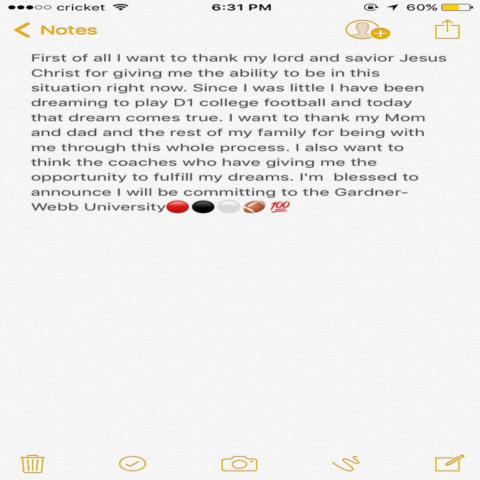 cricket 6:31 PM 60%
Notes
First of all I want to thank my lord and savior Jesus
Christ for giving me the ability to be in this
situation right now. Since I was little I have been
dreaming to play D1 college football and today
that dream comes true. I want to thank my Mom
and dad and the rest of my family for being with
me through this whole process. I also want to
think the coaches who have giving me the
opportunity to fulfill my dreams. I'm  blessed to
announce I will be committing to the Gardner-
Webb University🔴⚫⚪🏈 💯